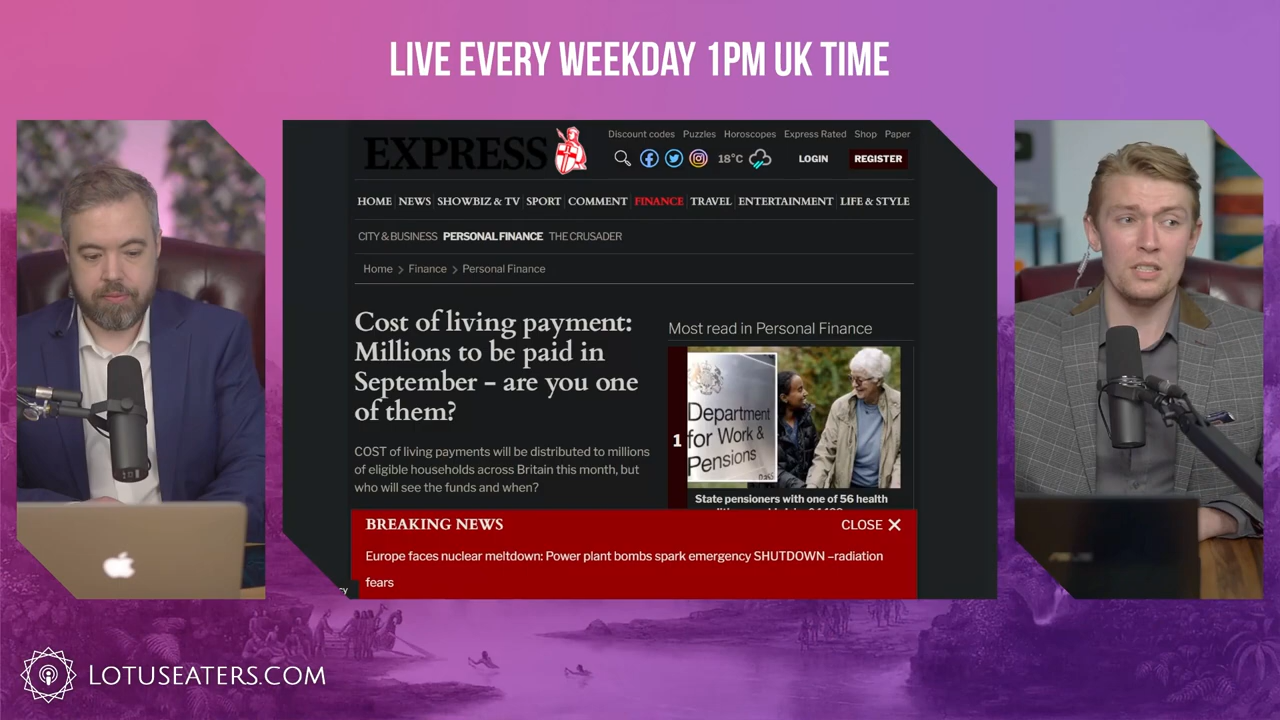 LIVE EVERY WEEKDAY 1PM UK TIME
EXPRESS
Discount codes Puzzles Horoscopes Express Rated Shop Paper
18°C LOGIN REGISTER
HOME NEWS SHOWBIZ & TV SPORT COMMENT FINANCE TRAVEL ENTERTAINMENT LIFE & STYLE
CITY & BUSINESS PERSONAL FINANCE THE CRUSADER
Home > Finance > Personal Finance
Cost of living payment:
Millions to be paid in
September – are you one
of them?
COST of living payments will be distributed to millions
of eligible households across Britain this month, but
who will see the funds and when?
Most read in Personal Finance
1
Department
for Work &
Pensions
State pensioners with one of 56 health
BREAKING NEWS
CLOSE X
Europe faces nuclear meltdown: Power plant bombs spark emergency SHUTDOWN –radiation
fears
LOTUSEATERS.COM